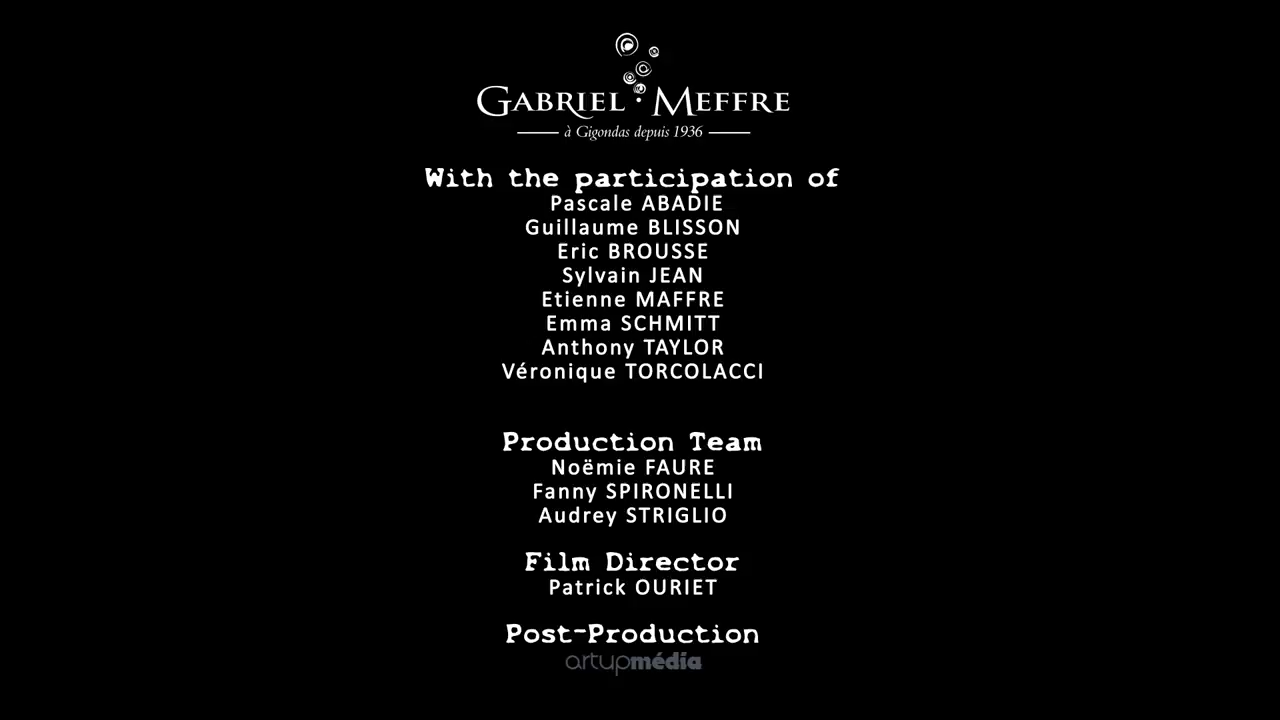 GABRIEL · MEFFRE
à Gigondas depuis 1936
With the participation of
Pascale ABADIE
Guillaume BLISSON
Eric BROUSSE
Sylvain JEAN
Etienne MAFFRE
Emma SCHMITT
Anthony TAYLOR
Véronique TORCOLACCI
Production Team
Noëmie FAURE
Fanny SPIRONELLI
Audrey STRIGLIO
Film Director
Patrick OURIET
Post-Production
artupmédia